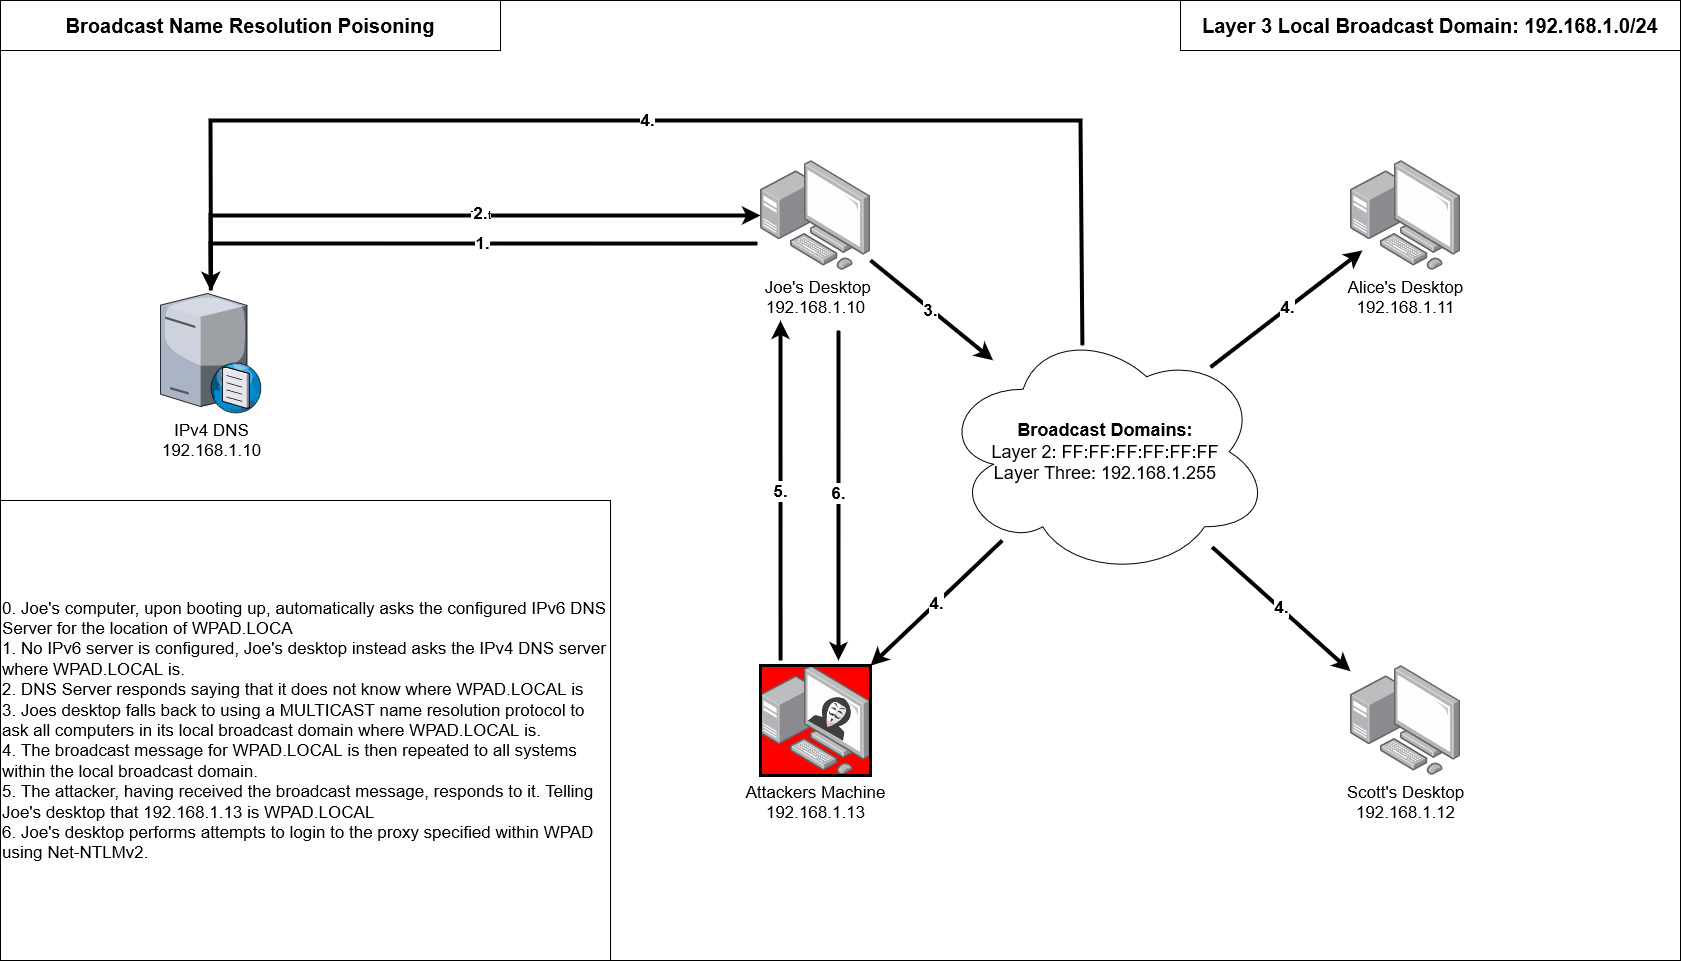 Broadcast Name Resolution Poisoning
Layer 3 Local Broadcast Domain: 192.168.1.0/24
4.
2.
1.
Joe's Desktop
192.168.1.10
Alice's Desktop
192.168.1.11
3.
4.
IPv4 DNS
192.168.1.10
Broadcast Domains:
Layer 2: FF:FF:FF:FF:FF:FF
Layer Three: 192.168.1.255
5.
6.
4.
4.
0. Joe's computer, upon booting up, automatically asks the configured IPv6 DNS
Server for the location of WPAD.LOCA
1. No IPv6 server is configured, Joe's desktop instead asks the IPv4 DNS server
where WPAD.LOCAL is.
2. DNS Server responds saying that it does not know where WPAD.LOCAL is
3. Joes desktop falls back to using a MULTICAST name resolution protocol to
ask all computers in its local broadcast domain where WPAD.LOCAL is.
4. The broadcast message for WPAD.LOCAL is then repeated to all systems
within the local broadcast domain.
5. The attacker, having received the broadcast message, responds to it. Telling
Joe's desktop that 192.168.1.13 is WPAD.LOCAL
6. Joe's desktop performs attempts to login to the proxy specified within WPAD
using Net-NTLMv2.
Attackers Machine
192.168.1.13
Scott's Desktop
192.168.1.12